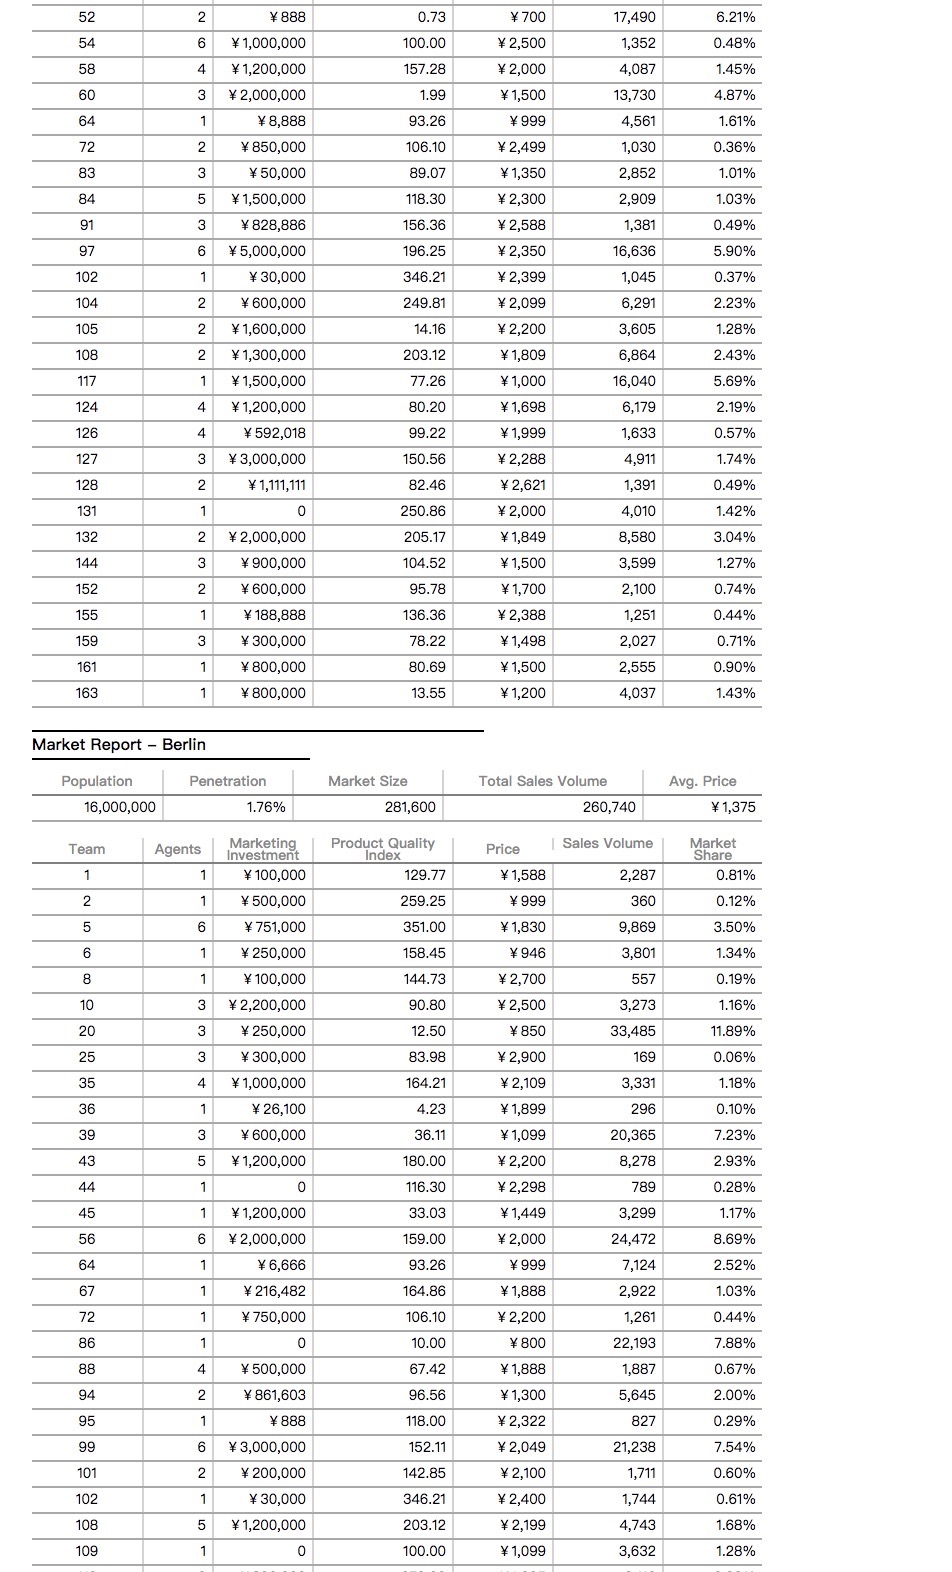 52 2 ¥ 888 0.73 ¥ 700 17,490 6.21%
54 6 ¥ 1,000,000 100.00 ¥ 2,500 1,352 0.48%
58 4 ¥ 1,200,000 157.28 ¥ 2,000 4,087 1.45%
60 3 ¥ 2,000,000 1.99 ¥ 1,500 13,730 4.87%
64 1 ¥ 8,888 93.26 ¥ 999 4,561 1.61%
72 2 ¥ 850,000 106.10 ¥ 2,499 1,030 0.36%
83 3 ¥ 50,000 89.07 ¥ 1,350 2,852 1.01%
84 5 ¥ 1,500,000 118.30 ¥ 2,300 2,909 1.03%
91 3 ¥ 828,886 156.36 ¥ 2,588 1,381 0.49%
97 6 ¥ 5,000,000 196.25 ¥ 2,350 16,636 5.90%
102 1 ¥ 30,000 346.21 ¥ 2,399 1,045 0.37%
104 2 ¥ 600,000 249.81 ¥ 2,099 6,291 2.23%
105 2 ¥ 1,600,000 14.16 ¥ 2,200 3,605 1.28%
108 2 ¥ 1,300,000 203.12 ¥ 1,809 6,864 2.43%
117 1 ¥ 1,500,000 77.26 ¥ 1,000 16,040 5.69%
124 4 ¥ 1,200,000 80.20 ¥ 1,698 6,179 2.19%
126 4 ¥ 592,018 99.22 ¥ 1,999 1,633 0.57%
127 3 ¥ 3,000,000 150.56 ¥ 2,288 4,911 1.74%
128 2 ¥ 1,111,111 82.46 ¥ 2,621 1,391 0.49%
131 1 0 250.86 ¥ 2,000 4,010 1.42%
132 2 ¥ 2,000,000 205.17 ¥ 1,849 8,580 3.04%
144 3 ¥ 900,000 104.52 ¥ 1,500 3,599 1.27%
152 2 ¥ 600,000 95.78 ¥ 1,700 2,100 0.74%
155 1 ¥ 188,888 136.36 ¥ 2,388 1,251 0.44%
159 3 ¥ 300,000 78.22 ¥ 1,498 2,027 0.71%
161 1 ¥ 800,000 80.69 ¥ 1,500 2,555 0.90%
163 1 ¥ 800,000 13.55 ¥ 1,200 4,037 1.43%
Market Report – Berlin
Population Penetration Market Size Total Sales Volume Avg. Price
16,000,000 1.76% 281,600 260,740 ¥ 1,375
Team Agents Marketing Investment Product Quality Index Price Sales Volume Market Share
1 1 ¥ 100,000 129.77 ¥ 1,588 2,287 0.81%
2 1 ¥ 500,000 259.25 ¥ 999 360 0.12%
5 6 ¥ 751,000 351.00 ¥ 1,830 9,869 3.50%
6 1 ¥ 250,000 158.45 ¥ 946 3,801 1.34%
8 1 ¥ 100,000 144.73 ¥ 2,700 557 0.19%
10 3 ¥ 2,200,000 90.80 ¥ 2,500 3,273 1.16%
20 3 ¥ 250,000 12.50 ¥ 850 33,485 11.89%
25 3 ¥ 300,000 83.98 ¥ 2,900 169 0.06%
35 4 ¥ 1,000,000 164.21 ¥ 2,109 3,331 1.18%
36 1 ¥ 26,100 4.23 ¥ 1,899 296 0.10%
39 3 ¥ 600,000 36.11 ¥ 1,099 20,365 7.23%
43 5 ¥ 1,200,000 180.00 ¥ 2,200 8,278 2.93%
44 1 0 116.30 ¥ 2,298 789 0.28%
45 1 ¥ 1,200,000 33.03 ¥ 1,449 3,299 1.17%
56 6 ¥ 2,000,000 159.00 ¥ 2,000 24,472 8.69%
64 1 ¥ 6,666 93.26 ¥ 999 7,124 2.52%
67 1 ¥ 216,482 164.86 ¥ 1,888 2,922 1.03%
72 1 ¥ 750,000 106.10 ¥ 2,200 1,261 0.44%
86 1 0 10.00 ¥ 800 22,193 7.88%
88 4 ¥ 500,000 67.42 ¥ 1,888 1,887 0.67%
94 2 ¥ 861,603 96.56 ¥ 1,300 5,645 2.00%
95 1 ¥ 888 118.00 ¥ 2,322 827 0.29%
99 6 ¥ 3,000,000 152.11 ¥ 2,049 21,238 7.54%
101 2 ¥ 200,000 142.85 ¥ 2,100 1,711 0.60%
102 1 ¥ 30,000 346.21 ¥ 2,400 1,744 0.61%
108 5 ¥ 1,200,000 203.12 ¥ 2,199 4,743 1.68%
109 1 0 100.00 ¥ 1,099 3,632 1.28%